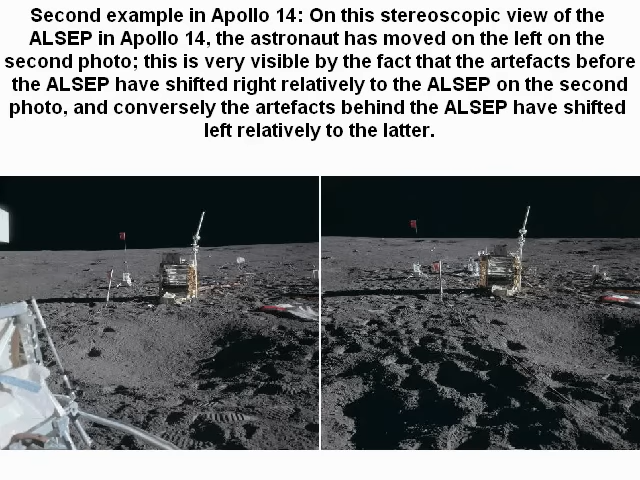 Second example in Apollo 14: On this stereoscopic view of the
ALSEP in Apollo 14, the astronaut has moved on the left on the
second photo; this is very visible by the fact that the artefacts before
the ALSEP have shifted right relatively to the ALSEP on the second
photo, and conversely the artefacts behind the ALSEP have shifted
left relatively to the latter.